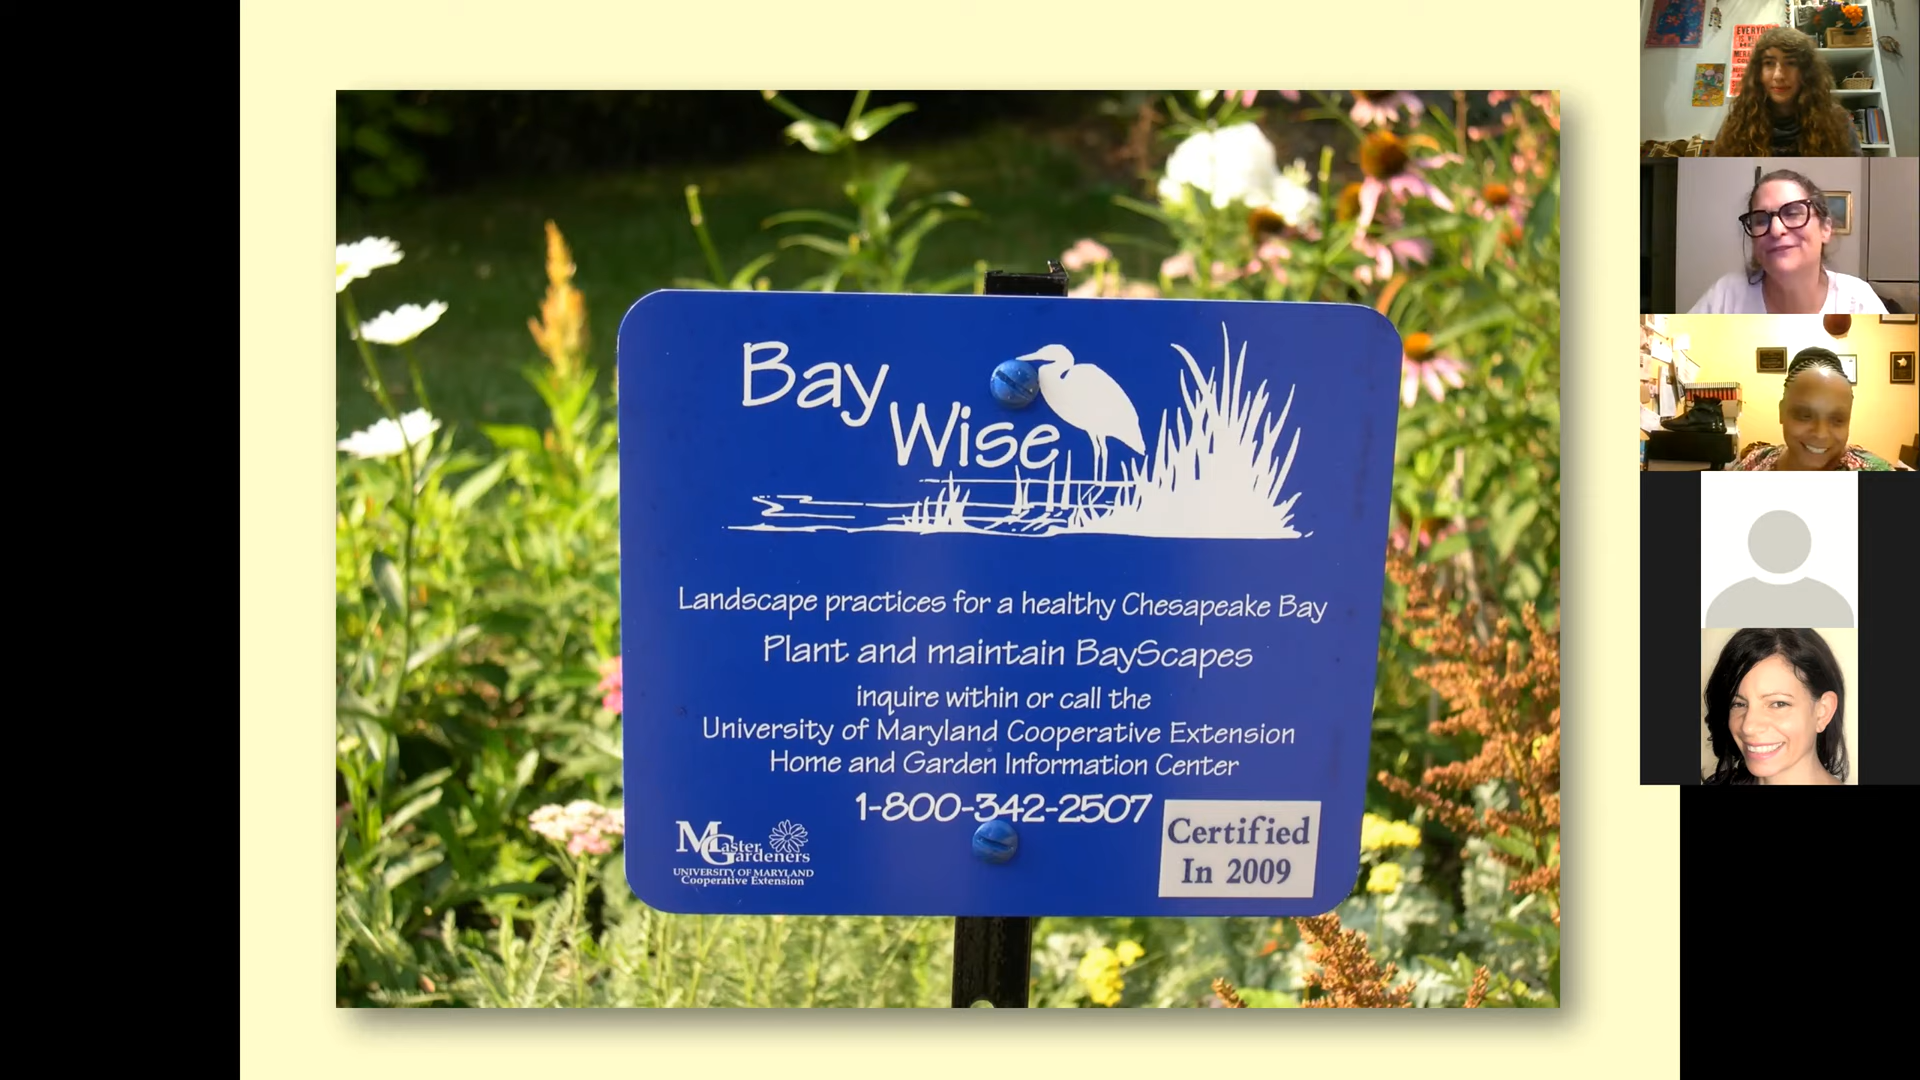 Bay
Wise
Landscape practices for a healthy Chesapeake Bay
Plant and maintain BayScapes
inquire within or call the
University of Maryland Cooperative Extension
Home and Garden Information Center
1-800-342-2507
Master
Gardeners
UNIVERSITY OF MARYLAND
Cooperative Extension
Certified
In 2009